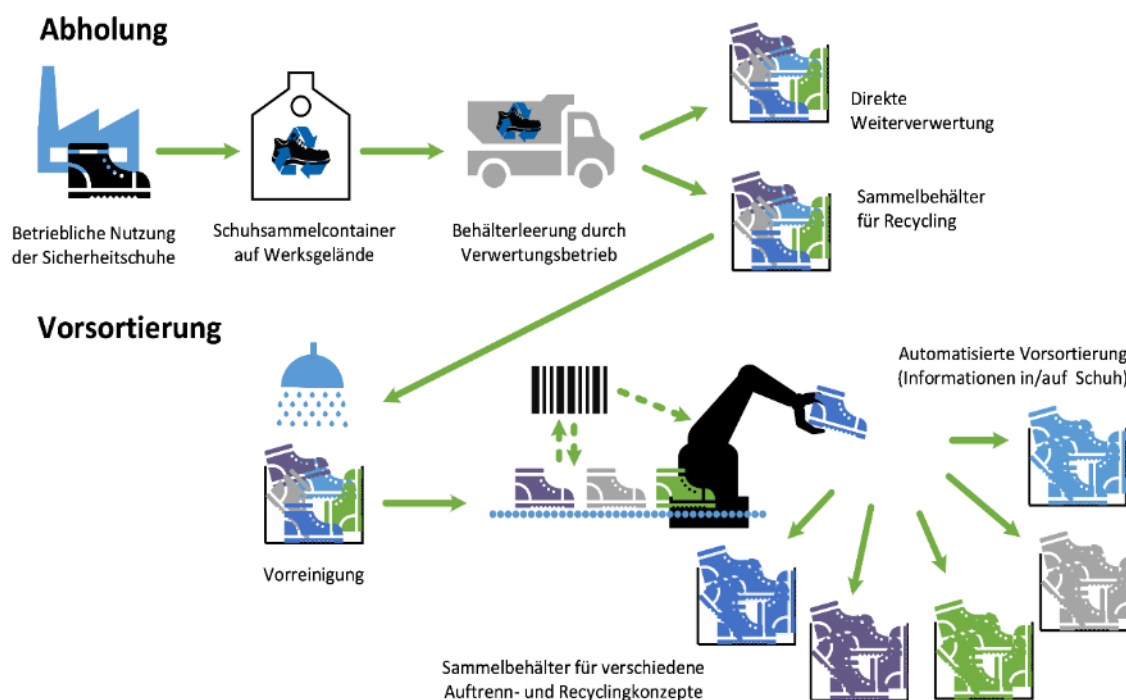 Abholung
Direkte
Weiterverwertung
Sammelbehälter
für Recycling
Betriebliche Nutzung
der Sicherheitschuhe
Schuhsammelcontainer
auf Werksgelände
Behälterleerung durch
Verwertungsbetrieb
Vorsortierung
Automatisierte Vorsortierung
(Informationen in/auf Schuh)
Vorreinigung
Sammelbehälter für verschiedene
Auftrenn- und Recyclingkonzepte